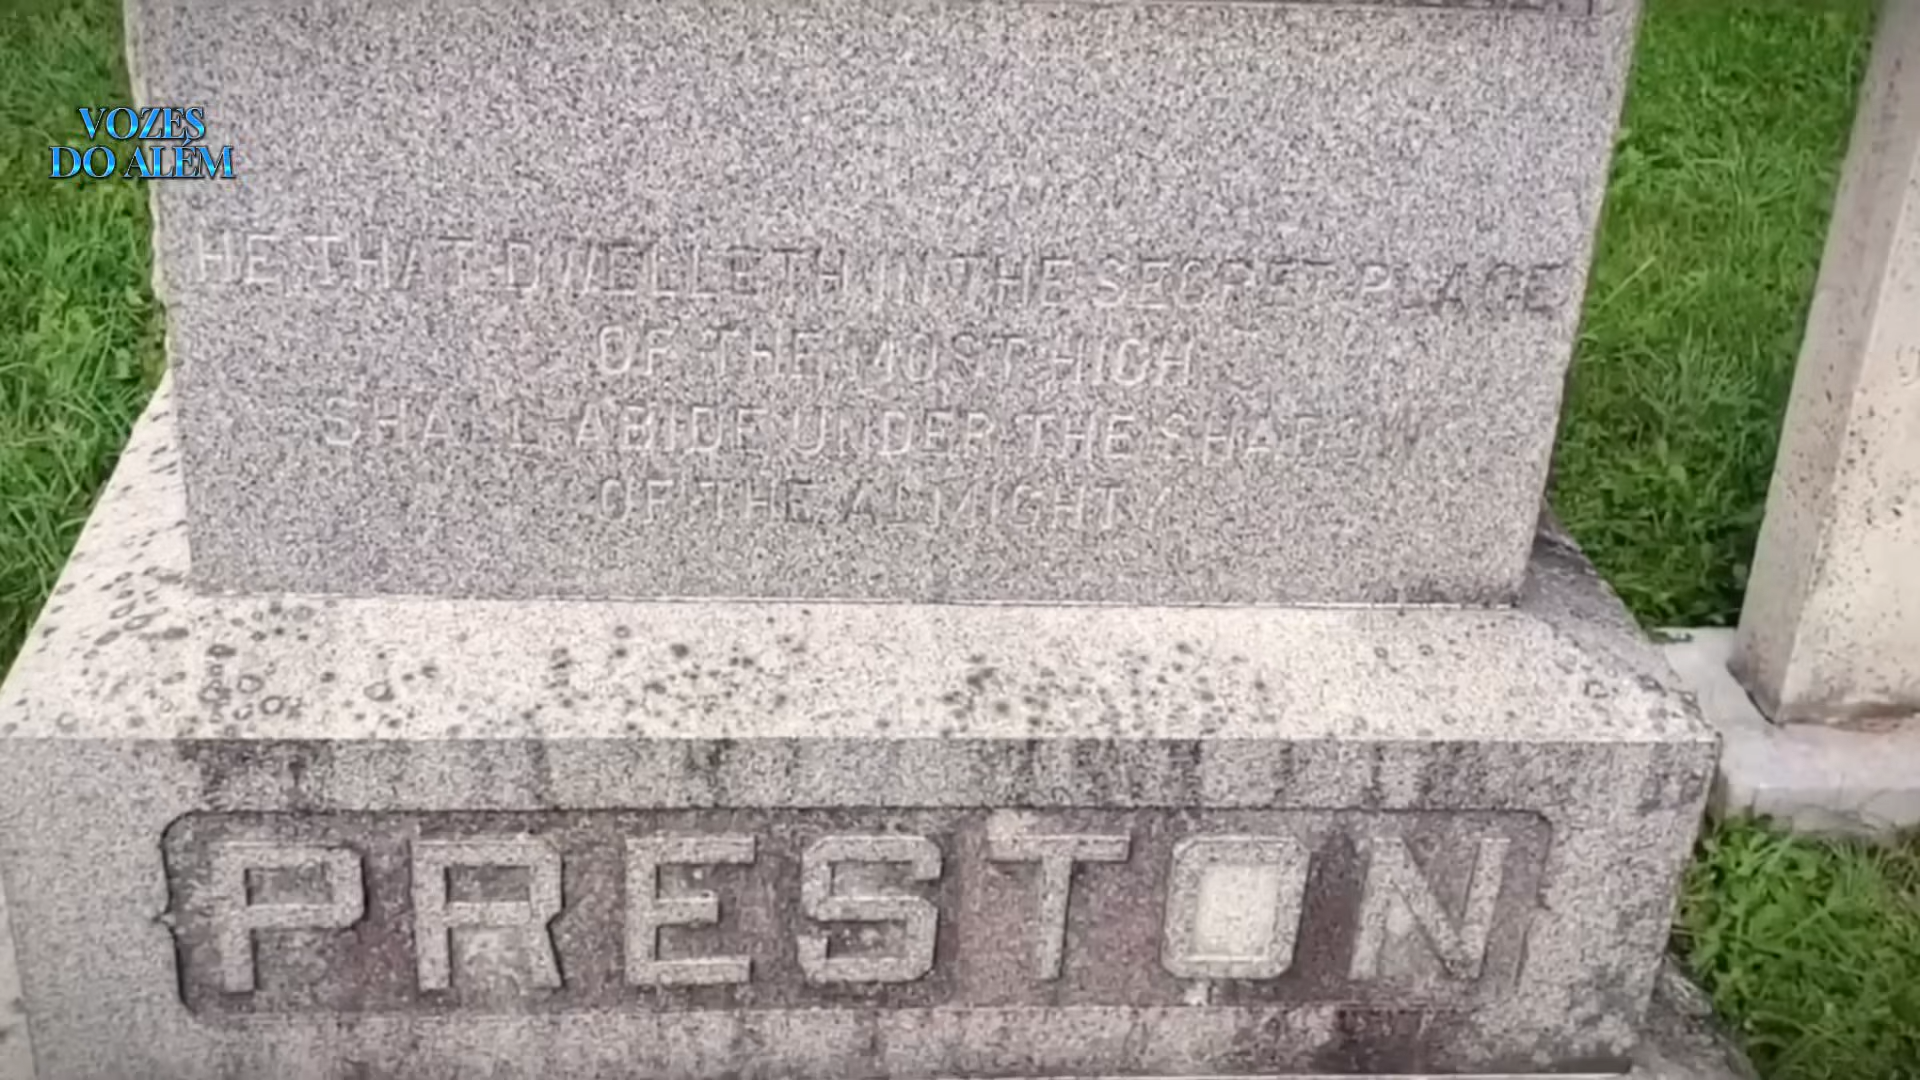 VOZES
DO ALÉM
HE THAT DWELLETH IN THE SECRET PLACE
OF THE MOST HIGH
SHALL ABIDE UNDER THE SHADOW
OF THE ALMIGHTY
PRESTON